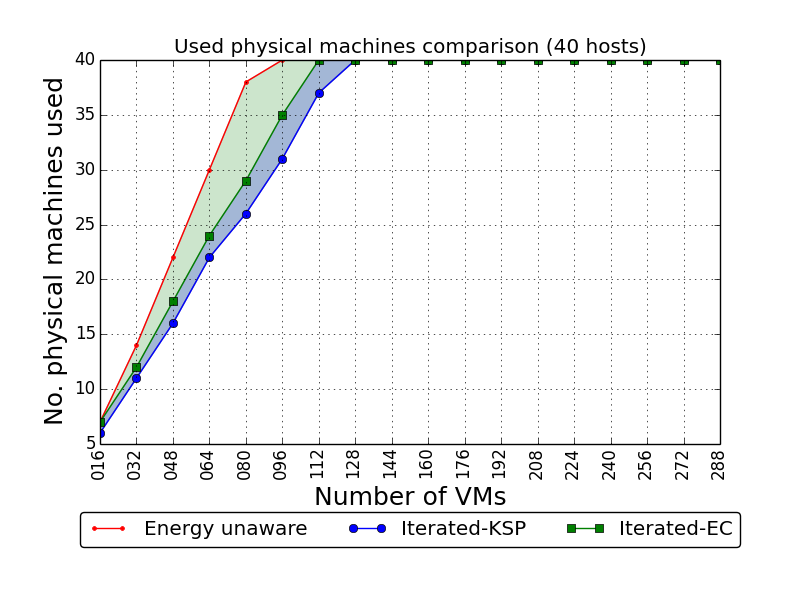 Used physical machines comparison (40 hosts)
No. physical machines used
40
35
30
25
20
15
10
5
016 032 048 064 080 096 112 128 144 160 176 192 208 224 240 256 272 288
Number of VMs
Energy unaware Iterated-KSP Iterated-EC